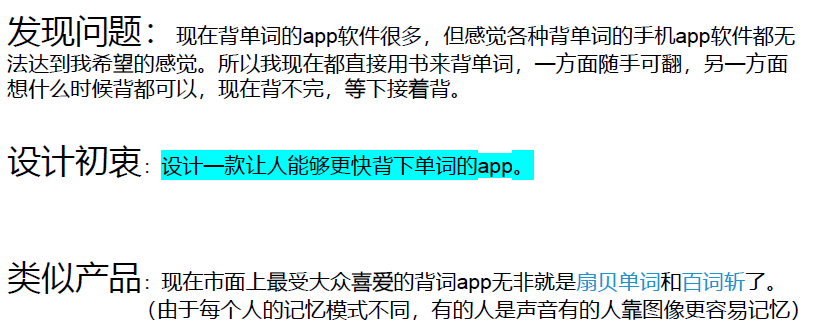 发现问题：现在背单词的app软件很多，但感觉各种背单词的手机app软件都无
法达到我希望的感觉。所以我现在都直接用书来背单词，一方面随手可翻，另一方面
想什么时候背都可以，现在背不完，等下接着背。
设计初衷：设计一款让人能够更快背下单词的app。
类似产品：现在市面上最受大众喜爱的背词app无非就是扇贝单词和百词斩了。
（由于每个人的记忆模式不同，有的人是声音有的人靠图像更容易记忆）